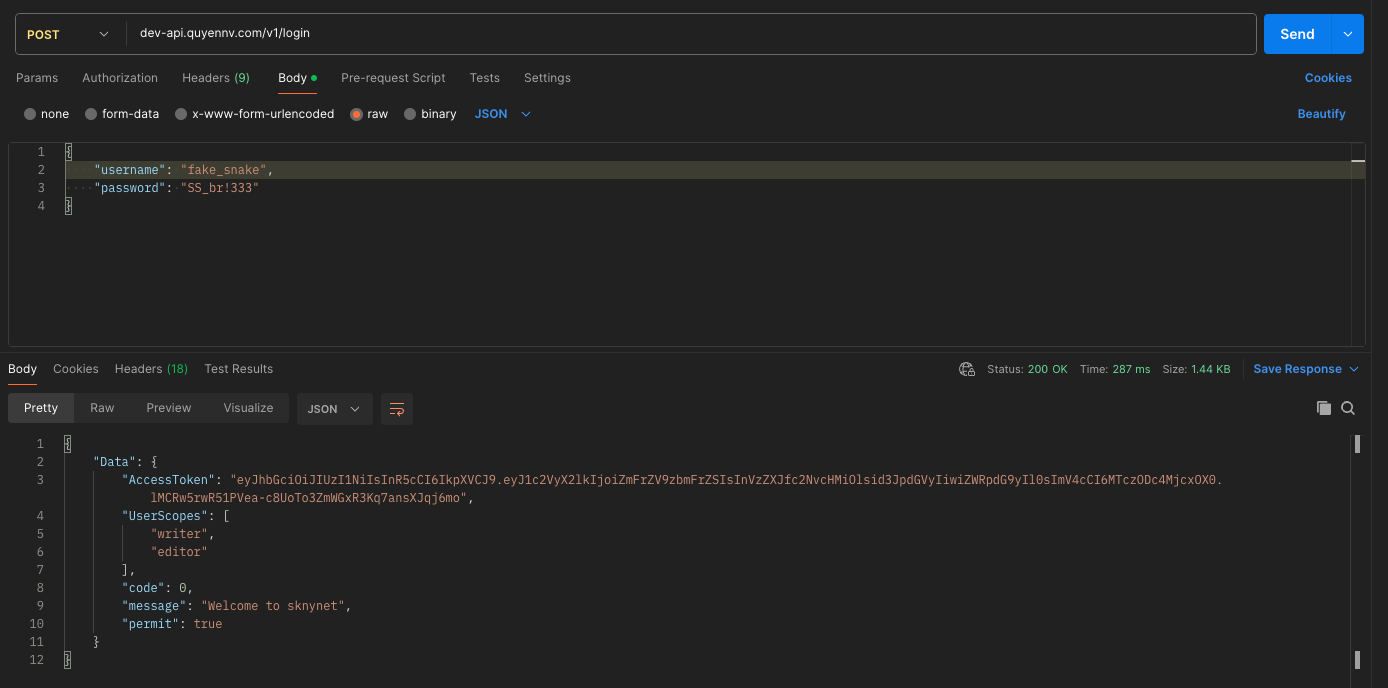 POST dev-api.quyennv.com/v1/login Send
Params Authorization Headers (9) Body Pre-request Script Tests Settings Cookies
none form-data x-www-form-urlencoded raw binary JSON Beautify
1 {
2 "username": "fake_snake",
3 "password": "SS_br!333"
4 }
Body Cookies Headers (18) Test Results Status: 200 OK Time: 287 ms Size: 1.44 KB Save Response
Pretty Raw Preview Visualize JSON
1 {
2 "Data": {
3 "AccessToken": "eyJhbGciOiJIUzI1NiIsInR5cCI6IkpXVCJ9.eyJ1c2VyX2lkIjoiZmFrZV9zbmFrZSIsInVzZXJfc2NvcHMiOlsid3JpdGVyIiwiZWRpdG9yIl0sImV4cCI6MTczODc4MjcxOX0.
lMCRw5rwR51PVea-c8UoTo3ZmWGxR3Kq7ansXJqj6mo",
4 "UserScopes": [
5 "writer",
6 "editor"
7 ],
8 "code": 0,
9 "message": "Welcome to sknynet",
10 "permit": true
11 }
12 }